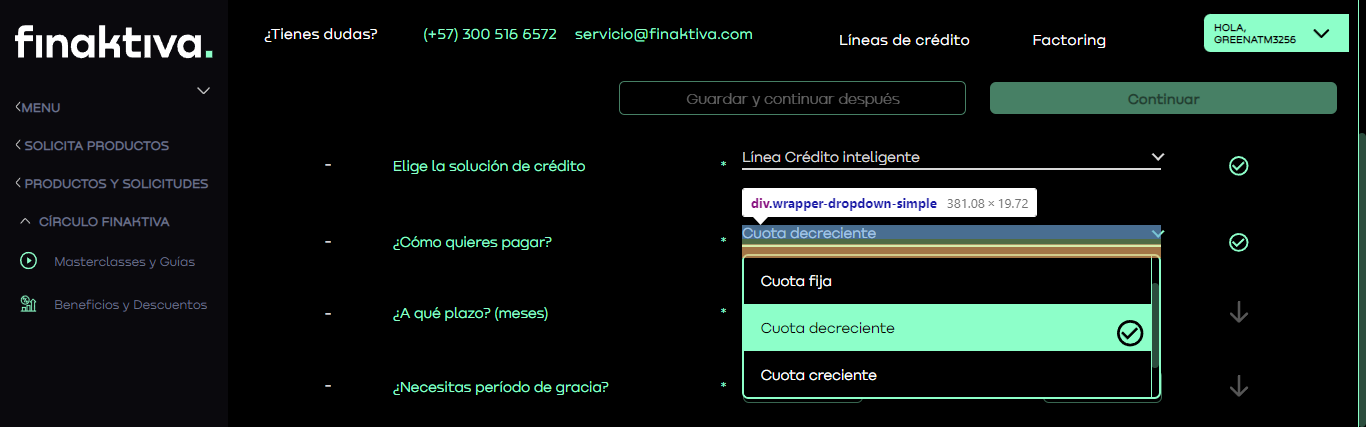 finaktiva.
¿Tienes dudas?
(+57) 300 516 6572
servicio@finaktiva.com
Líneas de crédito
Factoring
HOLA,
GREENATM3256
MENU
SOLICITA PRODUCTOS
PRODUCTOS Y SOLICITUDES
CÍRCULO FINAKTIVA
Masterclasses y Guias
Beneficios y Descuentos
Guardar y continuar después
Continuar
- Elige la solución de crédito * Línea Crédito inteligente
div.wrapper-dropdown-simple 381.08 × 19.72
- ¿Cómo quieres pagar? * Cuota decreciente
Cuota fija
Cuota decreciente
Cuota creciente
- ¿A qué plazo? (meses) *
- ¿Necesitas período de gracia? *